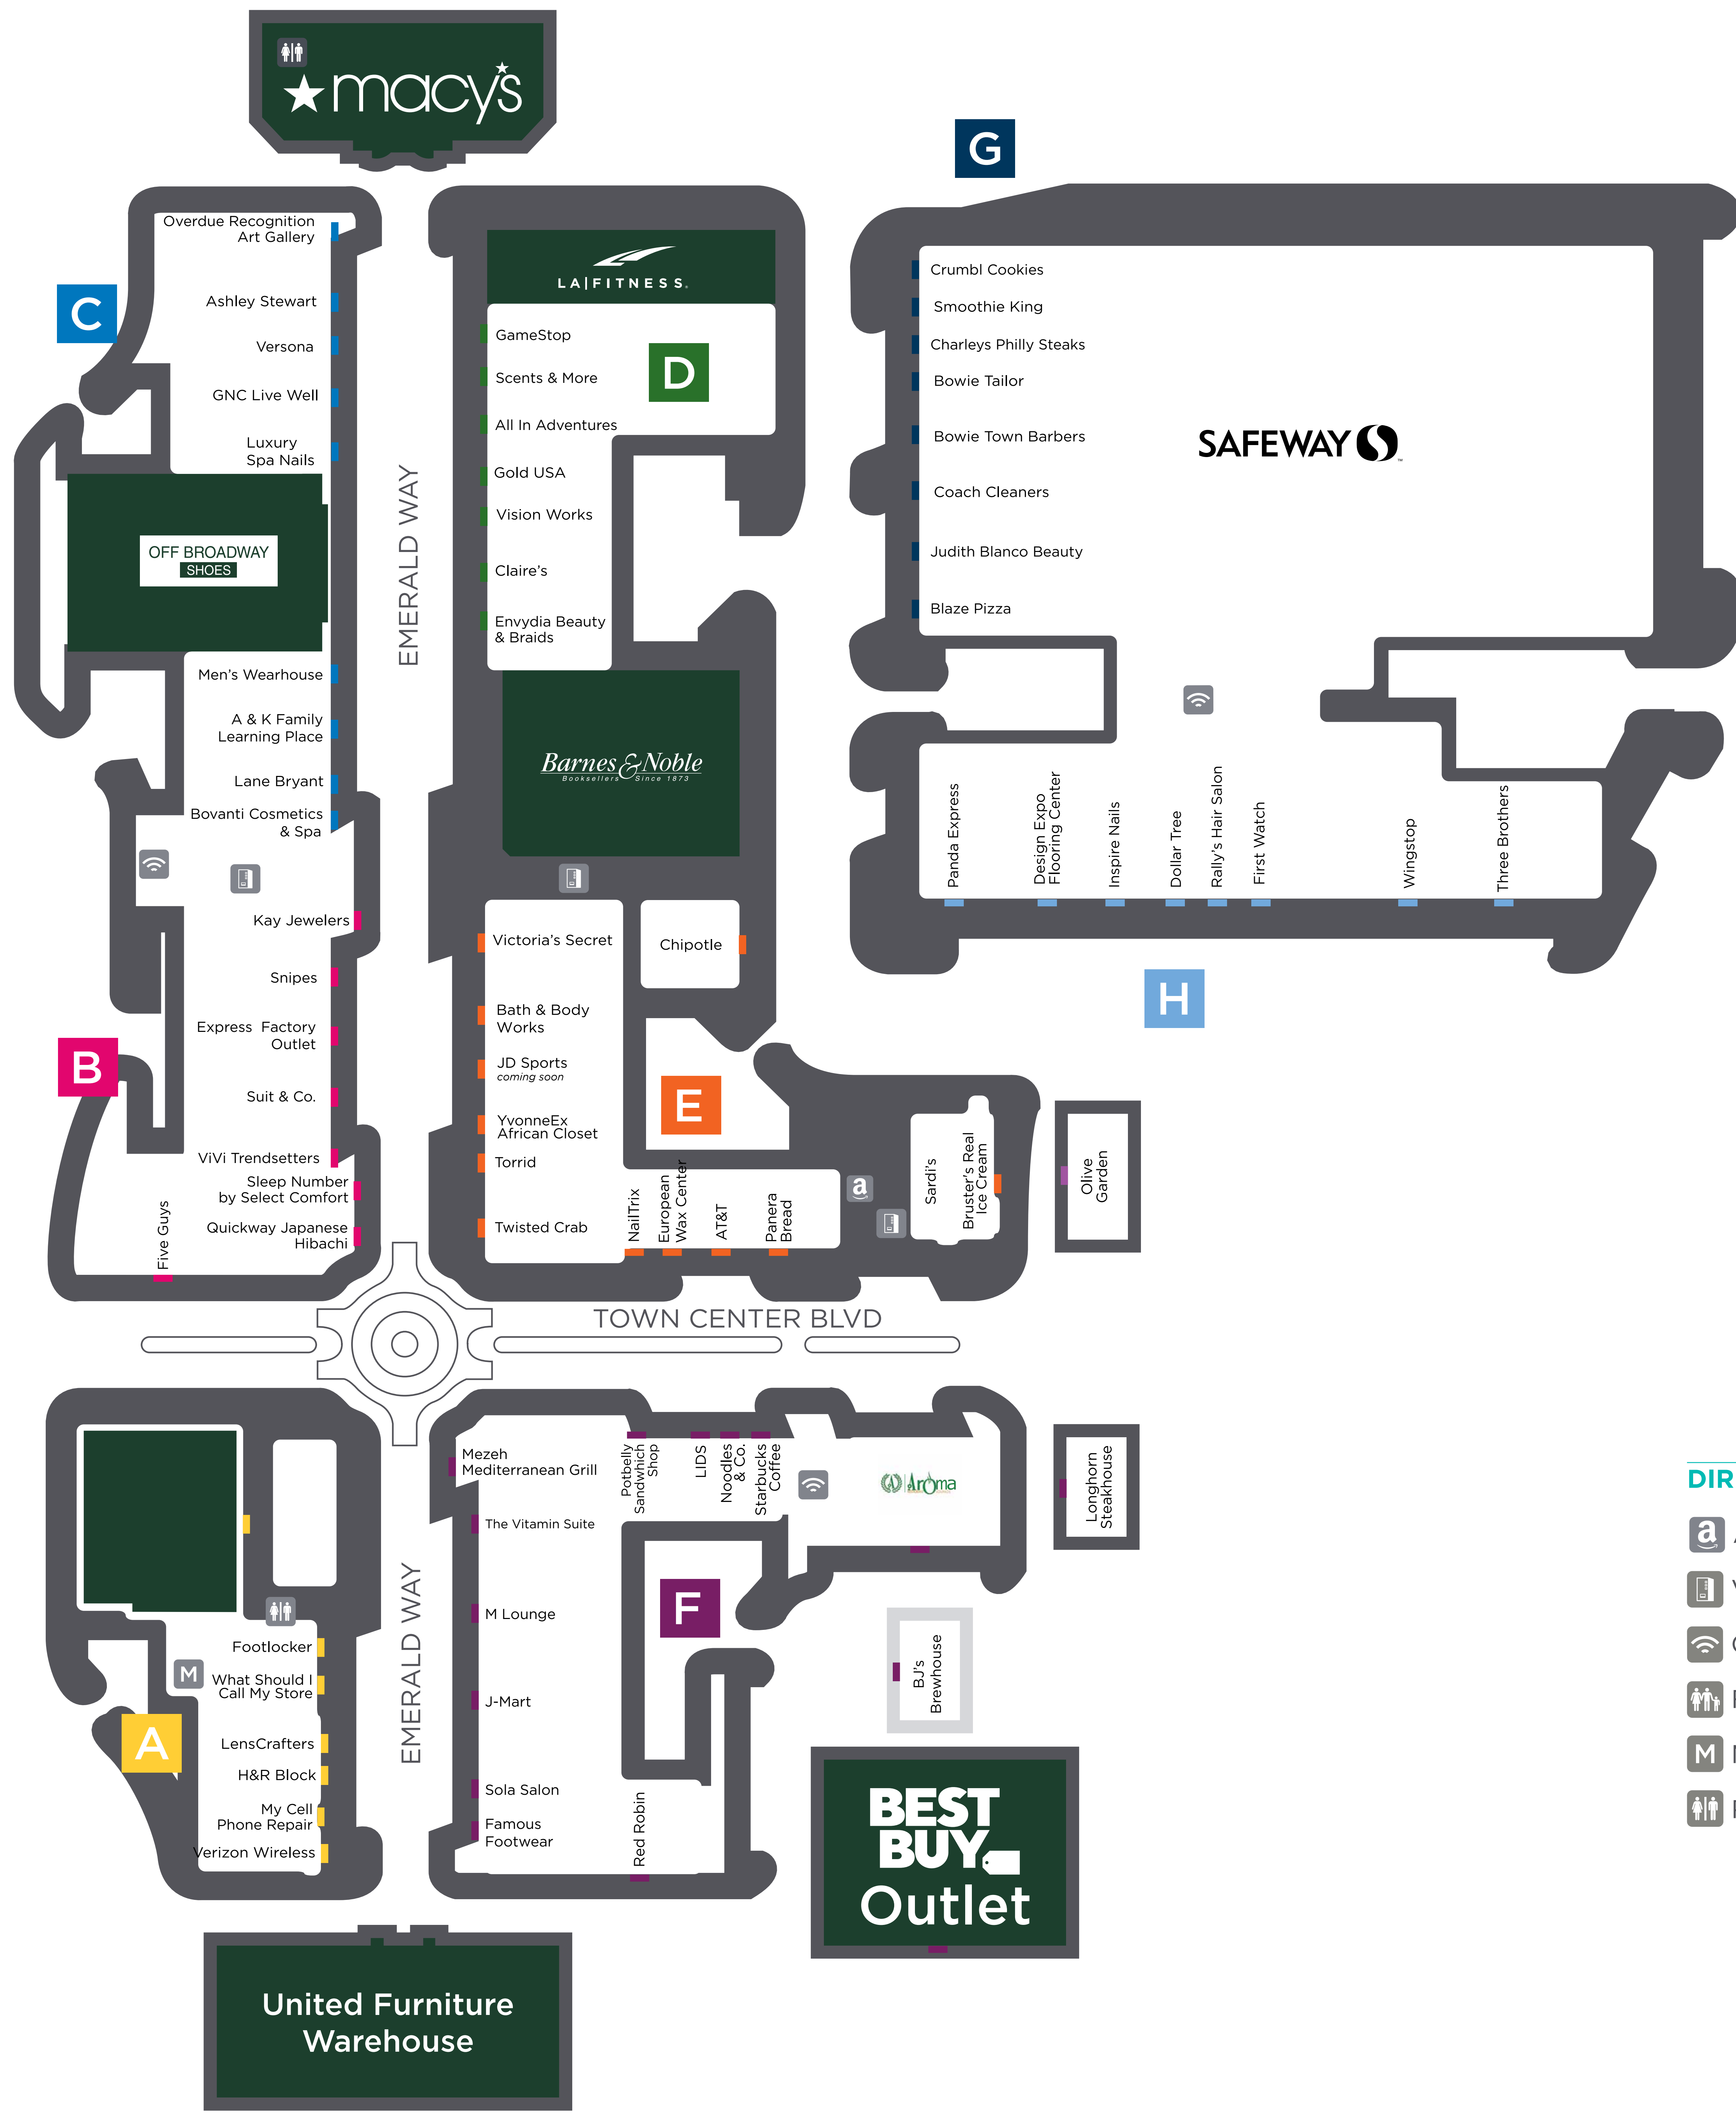 macy's
G
Overdue Recognition
Art Gallery
C
Ashley Stewart
Versona
GNC Live Well
Luxury
Spa Nails
OFF BROADWAY
SHOES
Men's Wearhouse
A & K Family
Learning Place
Lane Bryant
Bovanti Cosmetics
& Spa
EMERALD WAY
LA|FITNESS
GameStop
Scents & More
D
All In Adventures
Gold USA
Vision Works
Claire's
Envydia Beauty
& Braids
Barnes & Noble
Booksellers Since 1873
Crumbl Cookies
Smoothie King
Charleys Philly Steaks
Bowie Tailor
Bowie Town Barbers
Coach Cleaners
Judith Blanco Beauty
Blaze Pizza
SAFEWAY
Panda Express
Design Expo
Flooring Center
Inspire Nails
Dollar Tree
Rally's Hair Salon
First Watch
Wingstop
Three Brothers
H
Kay Jewelers
Snipes
Express Factory
Outlet
B
Suit & Co.
ViVi Trendsetters
Sleep Number
by Select Comfort
Quickway Japanese
Hibachi
Five Guys
Victoria's Secret
Chipotle
Bath & Body
Works
JD Sports
coming soon
E
YvonneEx
African Closet
Torrid
Twisted Crab
NailTrix
European
Wax Center
AT&T
Panera
Bread
a
Sardi's
Bruster's Real
Ice Cream
Olive
Garden
TOWN CENTER BLVD
Mezeh
Mediterranean Grill
Potbelly
Sandwhich
Shop
LIDS
Noodles
& Co.
Starbucks
Coffee
Aroma
Longhorn
Steakhouse
The Vitamin Suite
EMERALD WAY
F
M Lounge
J-Mart
Sola Salon
Famous
Footwear
Red Robin
BJ's
Brewhouse
Footlocker
M
What Should I
Call My Store
A
LensCrafters
H&R Block
My Cell
Phone Repair
Verizon Wireless
BEST
BUY
Outlet
United Furniture
Warehouse
DIR
a
M